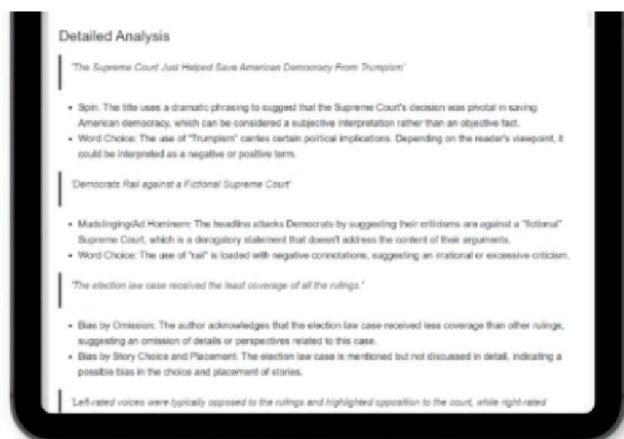 Detailed Analysis
'The Supreme Court Just Helped Save American Democracy From Trumpism'
• Spin: The title uses a dramatic phrasing to suggest that the Supreme Court's decision was pivotal in saving
American democracy, which can be considered a subjective interpretation rather than an objective fact.
• Word Choice: The use of "Trumpism" carries certain political implications. Depending on the reader's viewpoint, it
could be interpreted as a negative or positive term.
'Democrats Rail against a Fictional Supreme Court'
• Mudslinging/Ad Hominem: The headline attacks Democrats by suggesting their criticisms are against a "fictional"
Supreme Court, which is a derogatory statement that doesn't address the content of their arguments.
• Word Choice: The use of "rail" is loaded with negative connotations, suggesting an irrational or excessive criticism.
"The election law case received the least coverage of all the rulings."
• Bias by Omission: The author acknowledges that the election law case received less coverage than other rulings,
suggesting an omission of details or perspectives related to this case.
• Bias by Story Choice and Placement: The election law case is mentioned but not discussed in detail, indicating a
possible bias in the choice and placement of stories.
'Left-rated voices were typically opposed to the rulings and highlighted opposition to the court, while right-rated